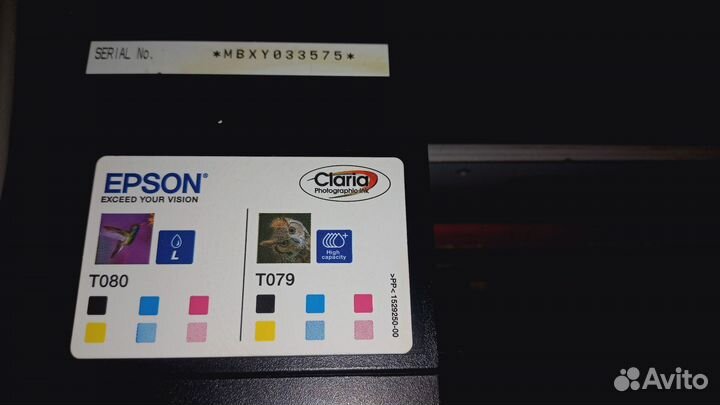 SERIAL No. *MBXY033575*
EPSON®
EXCEED YOUR VISION
Claria
Photographic Ink
L
High
capacity
T080
T079
>PP< 1529250-00
Avito